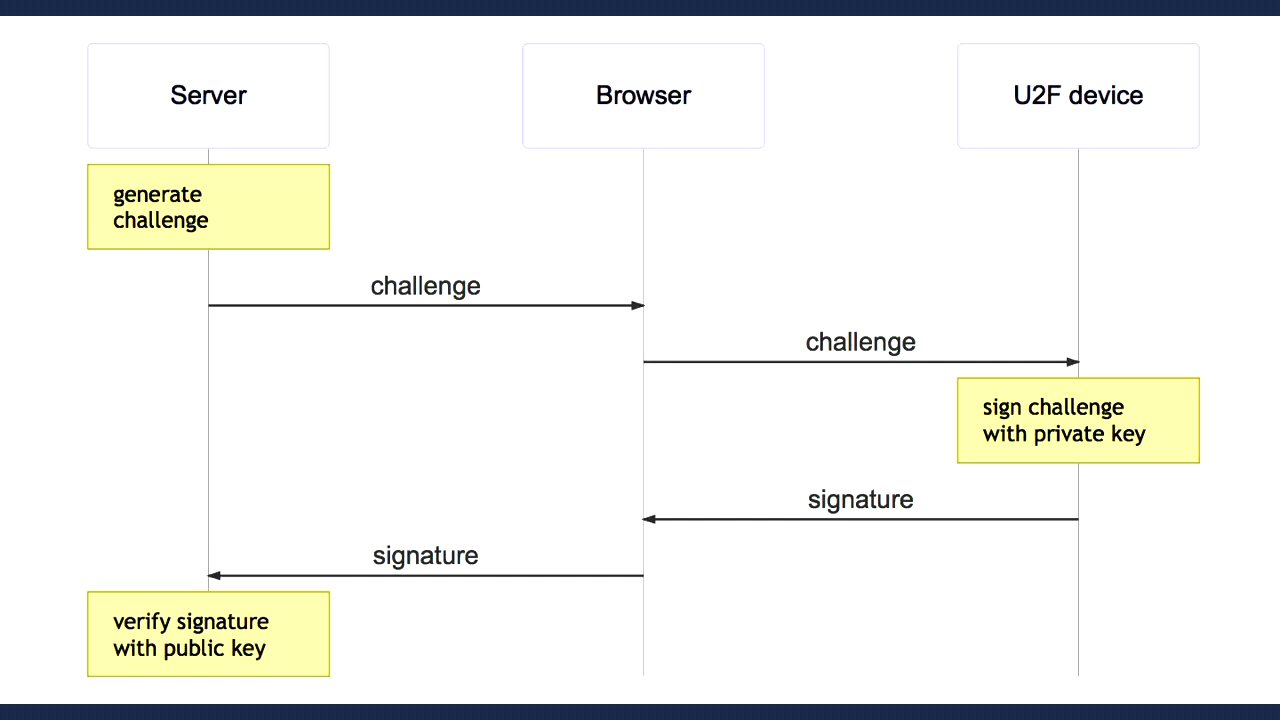 Server
Browser
U2F device
generate
challenge
challenge
challenge
sign challenge
with private key
signature
signature
verify signature
with public key